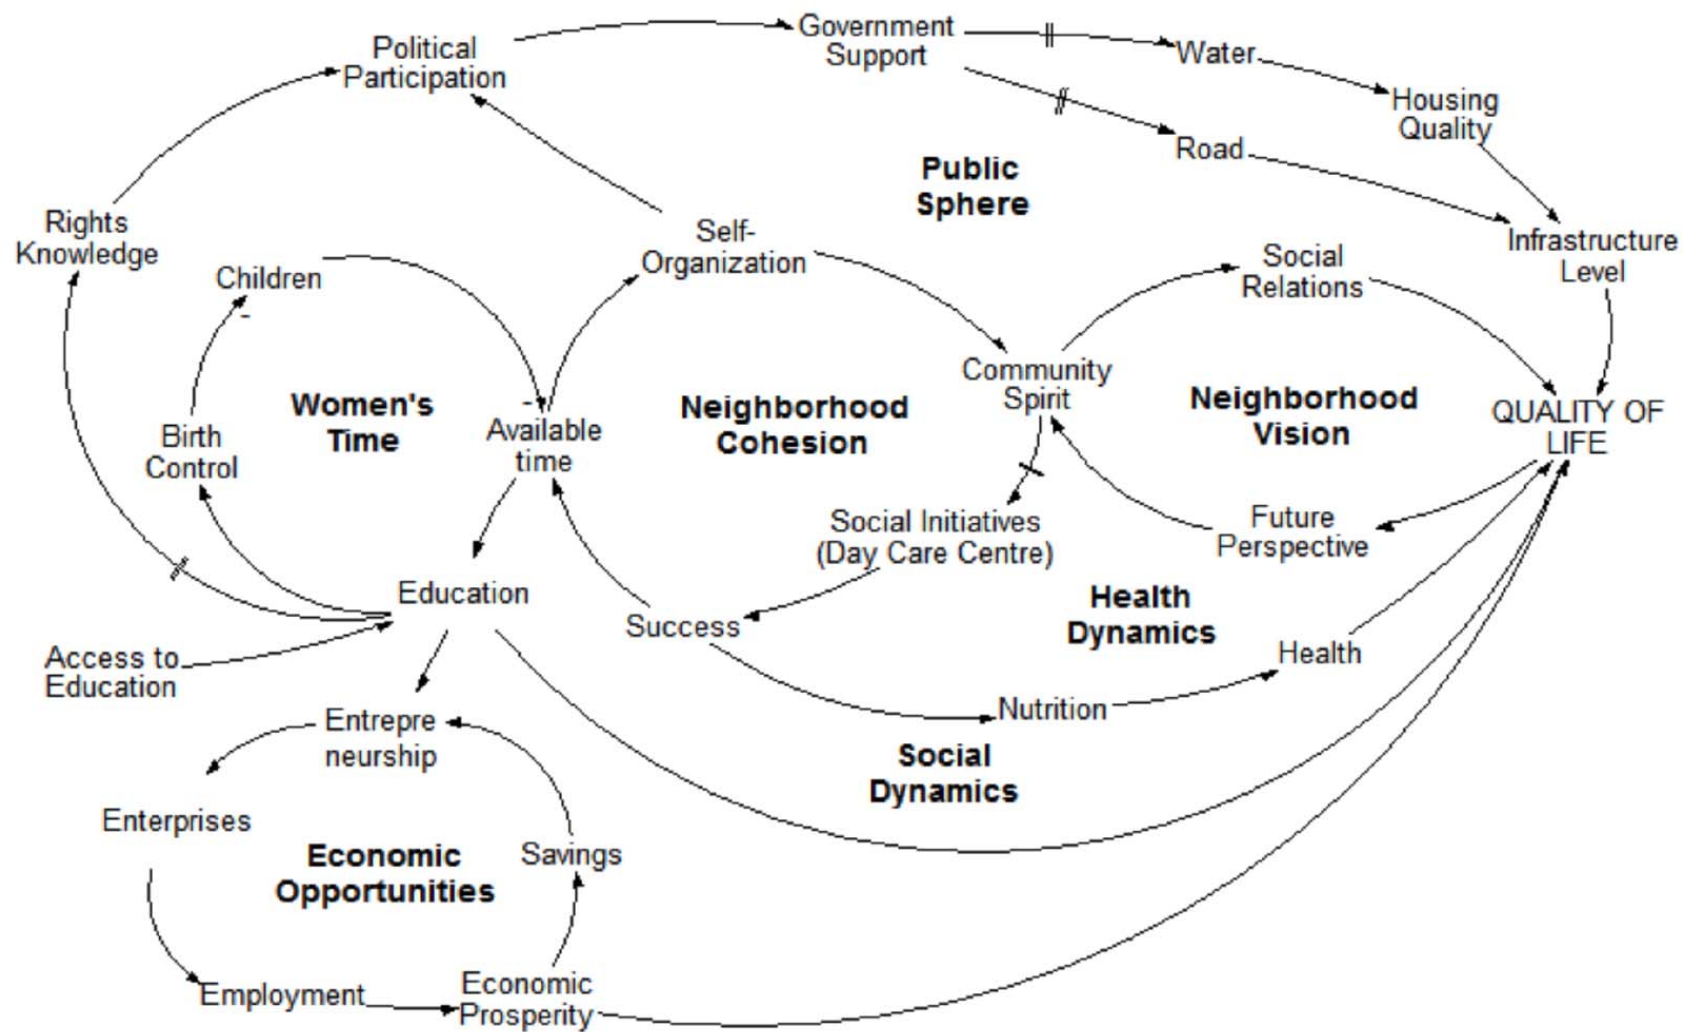 Political
Participation
Government
Support
Water
Housing
Quality
Road
Public
Sphere
Rights
Knowledge
Self-
Organization
Infrastructure
Level
Children
-
Social
Relations
Community
Spirit
Women's
Time
Neighborhood
Cohesion
Neighborhood
Vision
QUALITY OF
LIFE
Birth
Control
-
Available
time
Social Initiatives
(Day Care Centre)
Future
Perspective
Education
Success
Health
Dynamics
Health
Access to
Education
Nutrition
Entrepre
neurship
Social
Dynamics
Enterprises
Economic
Opportunities
Savings
Employment
Economic
Prosperity